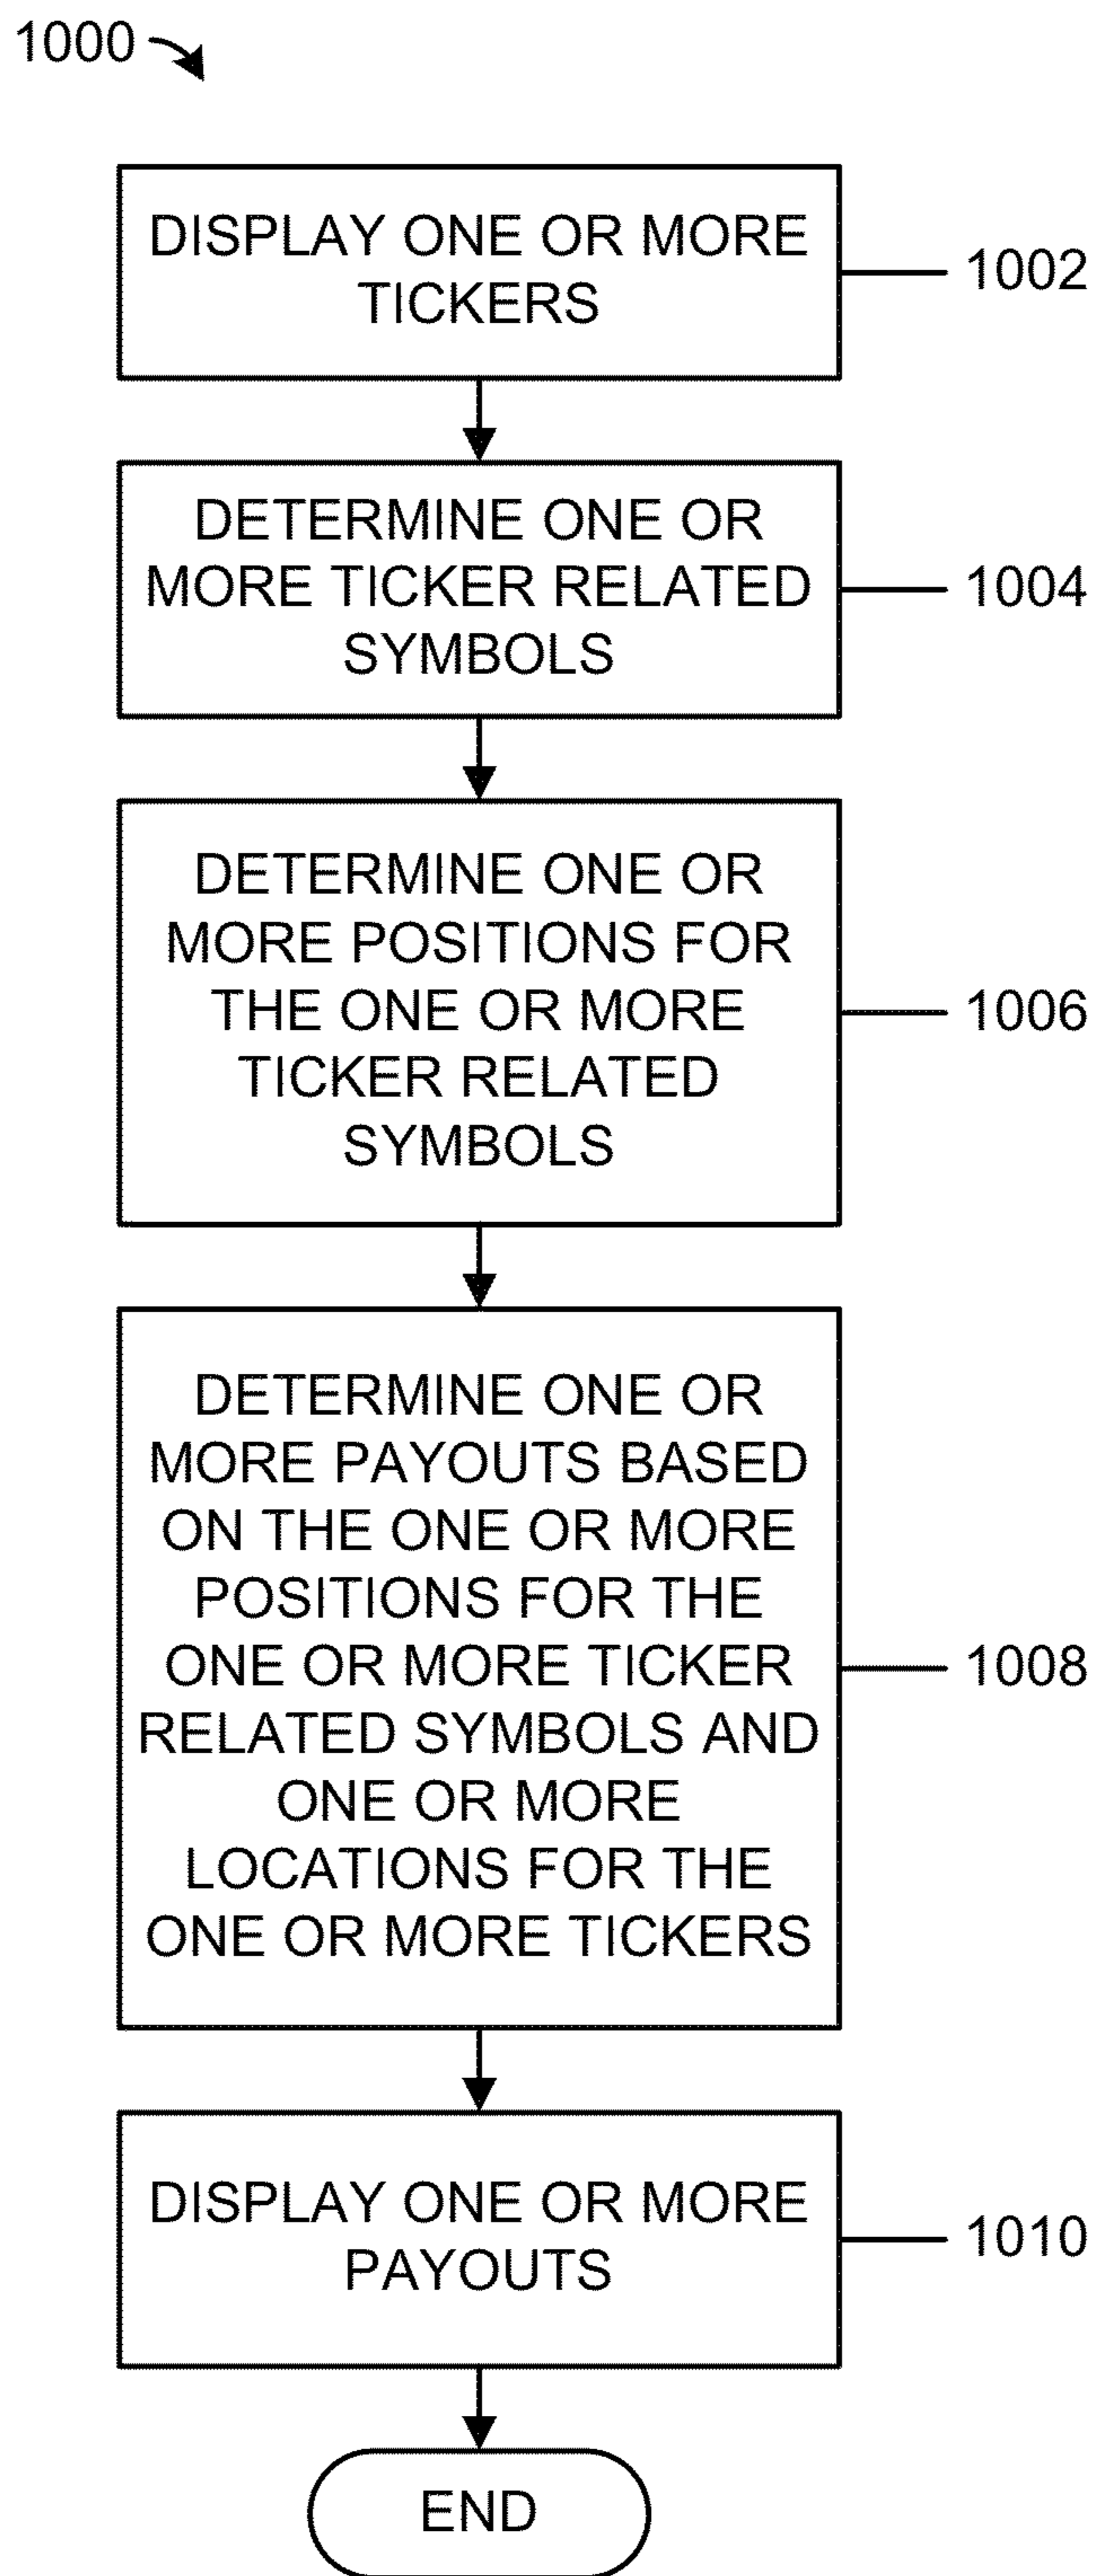 1000
DISPLAY ONE OR MORE
TICKERS
1002
DETERMINE ONE OR
MORE TICKER RELATED
SYMBOLS
1004
DETERMINE ONE OR
MORE POSITIONS FOR
THE ONE OR MORE
TICKER RELATED
SYMBOLS
1006
DETERMINE ONE OR
MORE PAYOUTS BASED
ON THE ONE OR MORE
POSITIONS FOR THE
ONE OR MORE TICKER
RELATED SYMBOLS AND
ONE OR MORE
LOCATIONS FOR THE
ONE OR MORE TICKERS
1008
DISPLAY ONE OR MORE
PAYOUTS
1010
END